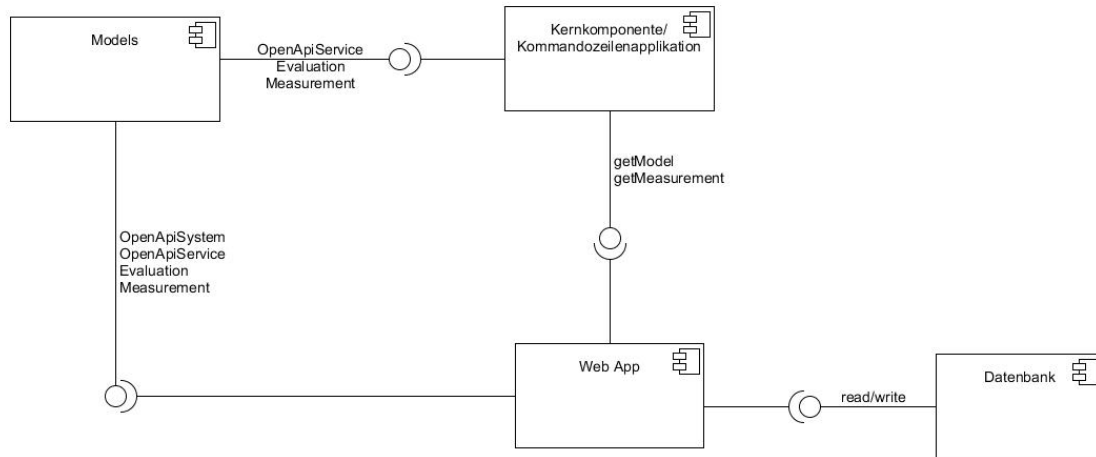 Models
OpenApiService
Evaluation
Measurement
Kernkomponente/
Kommandozeilenapplikation
getModel
getMeasurement
OpenApiSystem
OpenApiService
Evaluation
Measurement
Web App
read/write
Datenbank